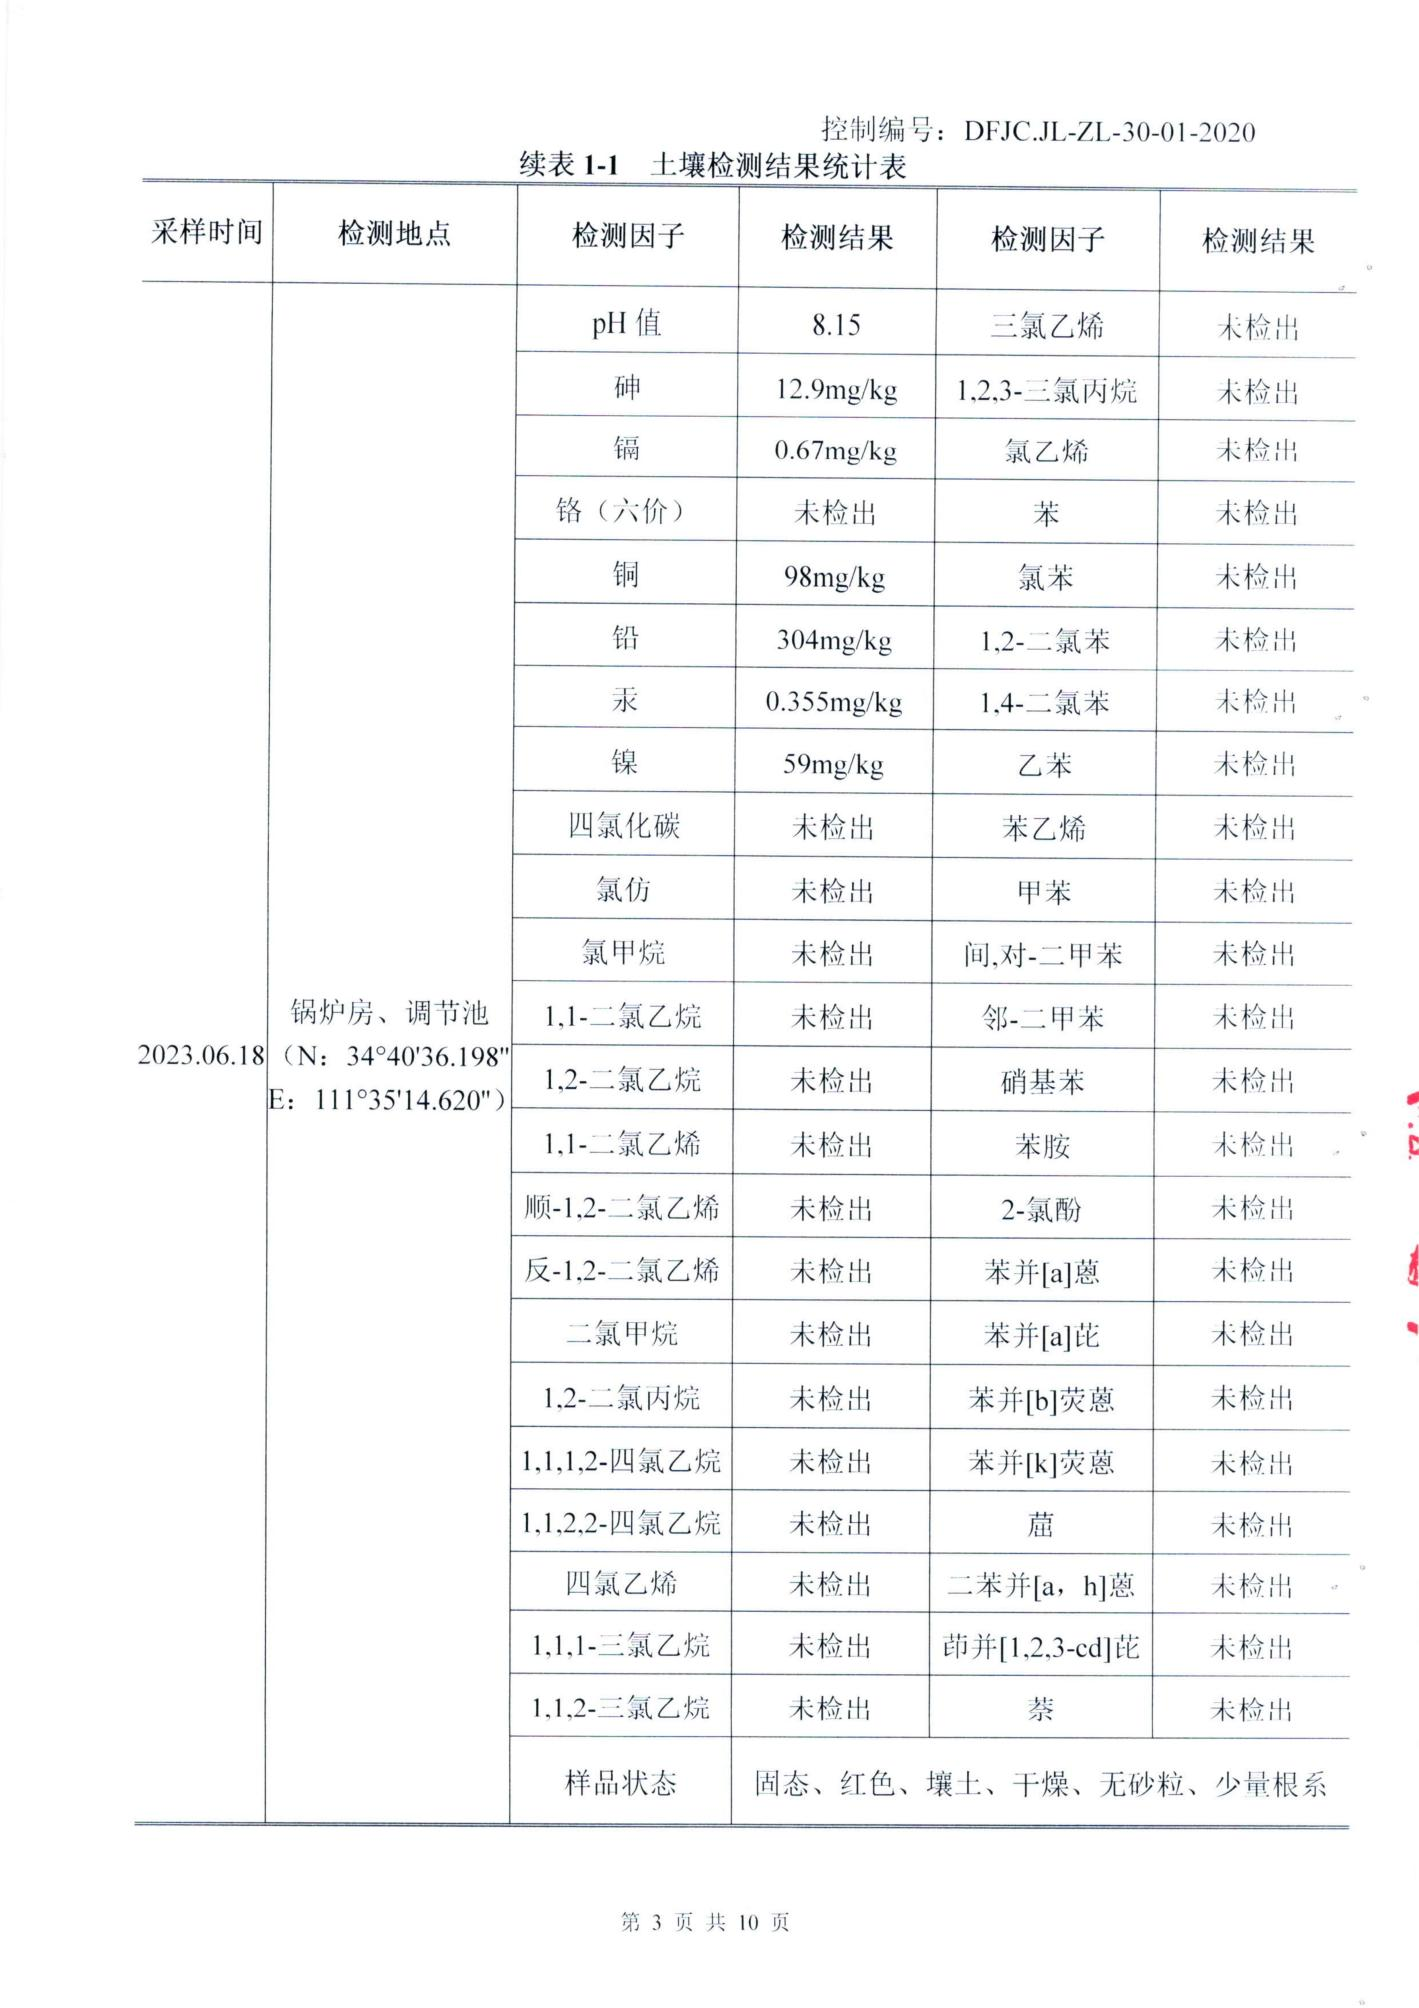 控制编号：DFJC.JL-ZL-30-01-2020
续表 1-1 土壤检测结果统计表
采样时间 检测地点 检测因子 检测结果 检测因子 检测结果
pH 值 8.15 三氯乙烯 未检出
砷 12.9mg/kg 1,2,3-三氯丙烷 未检出
镉 0.67mg/kg 氯乙烯 未检出
铬（六价） 未检出 苯 未检出
铜 98mg/kg 氯苯 未检出
铅 304mg/kg 1,2-二氯苯 未检出
汞 0.355mg/kg 1,4-二氯苯 未检出
镍 59mg/kg 乙苯 未检出
四氯化碳 未检出 苯乙烯 未检出
氯仿 未检出 甲苯 未检出
氯甲烷 未检出 间,对-二甲苯 未检出
2023.06.18
锅炉房、调节池
（N：34°40'36.198"
E：111°35'14.620"）
1,1-二氯乙烷 未检出 邻-二甲苯 未检出
1,2-二氯乙烷 未检出 硝基苯 未检出
1,1-二氯乙烯 未检出 苯胺 未检出
顺-1,2-二氯乙烯 未检出 2-氯酚 未检出
反-1,2-二氯乙烯 未检出 苯并[a]蒽 未检出
二氯甲烷 未检出 苯并[a]芘 未检出
1,2-二氯丙烷 未检出 苯并[b]荧蒽 未检出
1,1,1,2-四氯乙烷 未检出 苯并[k]荧蒽 未检出
1,1,2,2-四氯乙烷 未检出 䓛 未检出
四氯乙烯 未检出 二苯并[a，h]蒽 未检出
1,1,1-三氯乙烷 未检出 茚并[1,2,3-cd]芘 未检出
1,1,2-三氯乙烷 未检出 萘 未检出
样品状态 固态、红色、壤土、干燥、无砂粒、少量根系
第 3 页 共 10 页